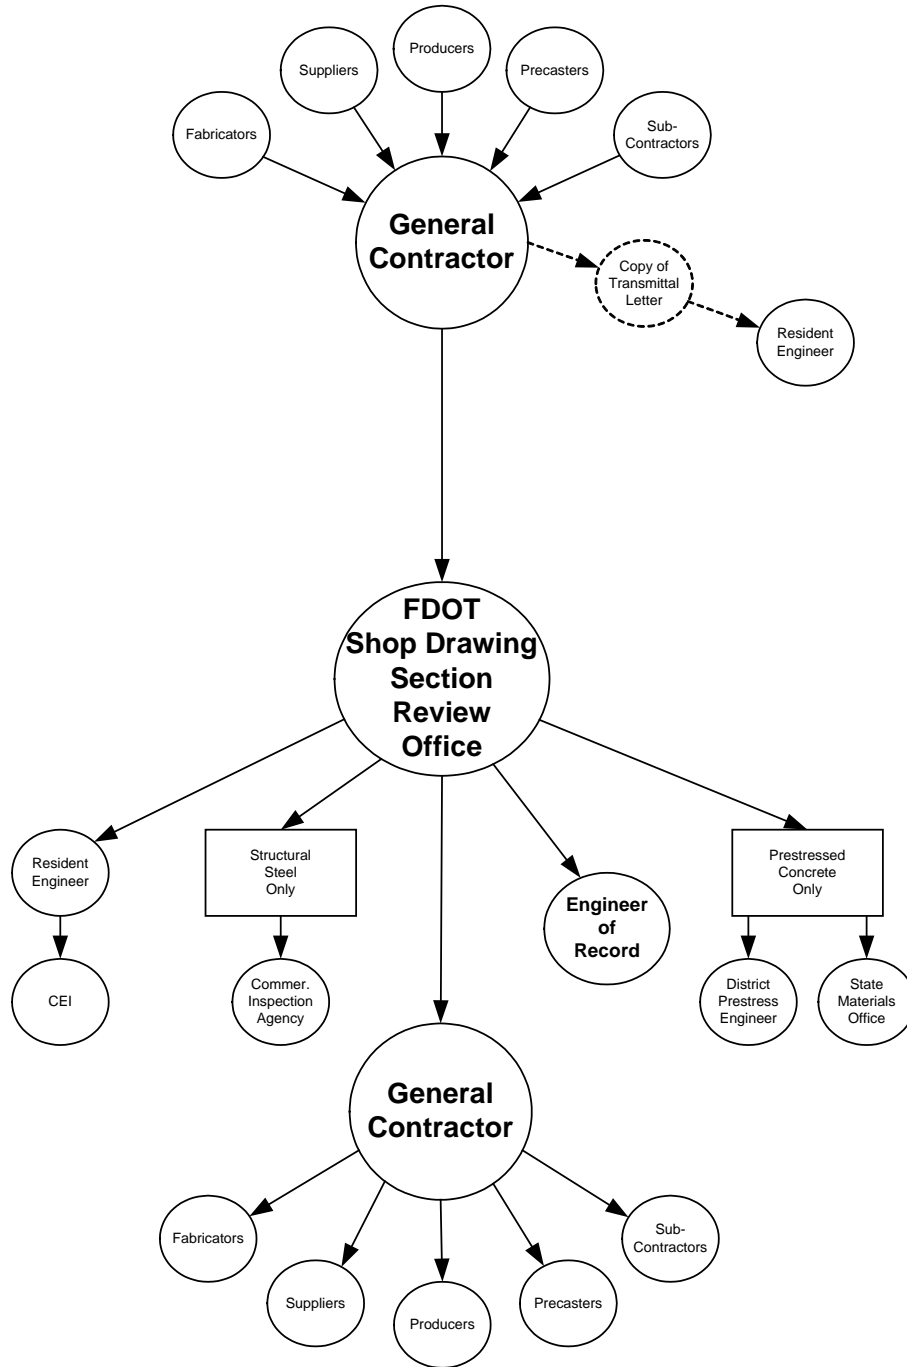 Producers
Suppliers
Precasters
Fabricators
Sub-
Contractors
General
Contractor
Copy of
Transmittal
Letter
Resident
Engineer
FDOT
Shop Drawing
Section
Review
Office
Resident
Engineer
Structural
Steel
Only
Engineer
of
Record
Prestressed
Concrete
Only
CEI
Commer.
Inspection
Agency
District
Prestress
Engineer
State
Materials
Office
General
Contractor
Fabricators
Sub-
Contractors
Suppliers
Producers
Precasters